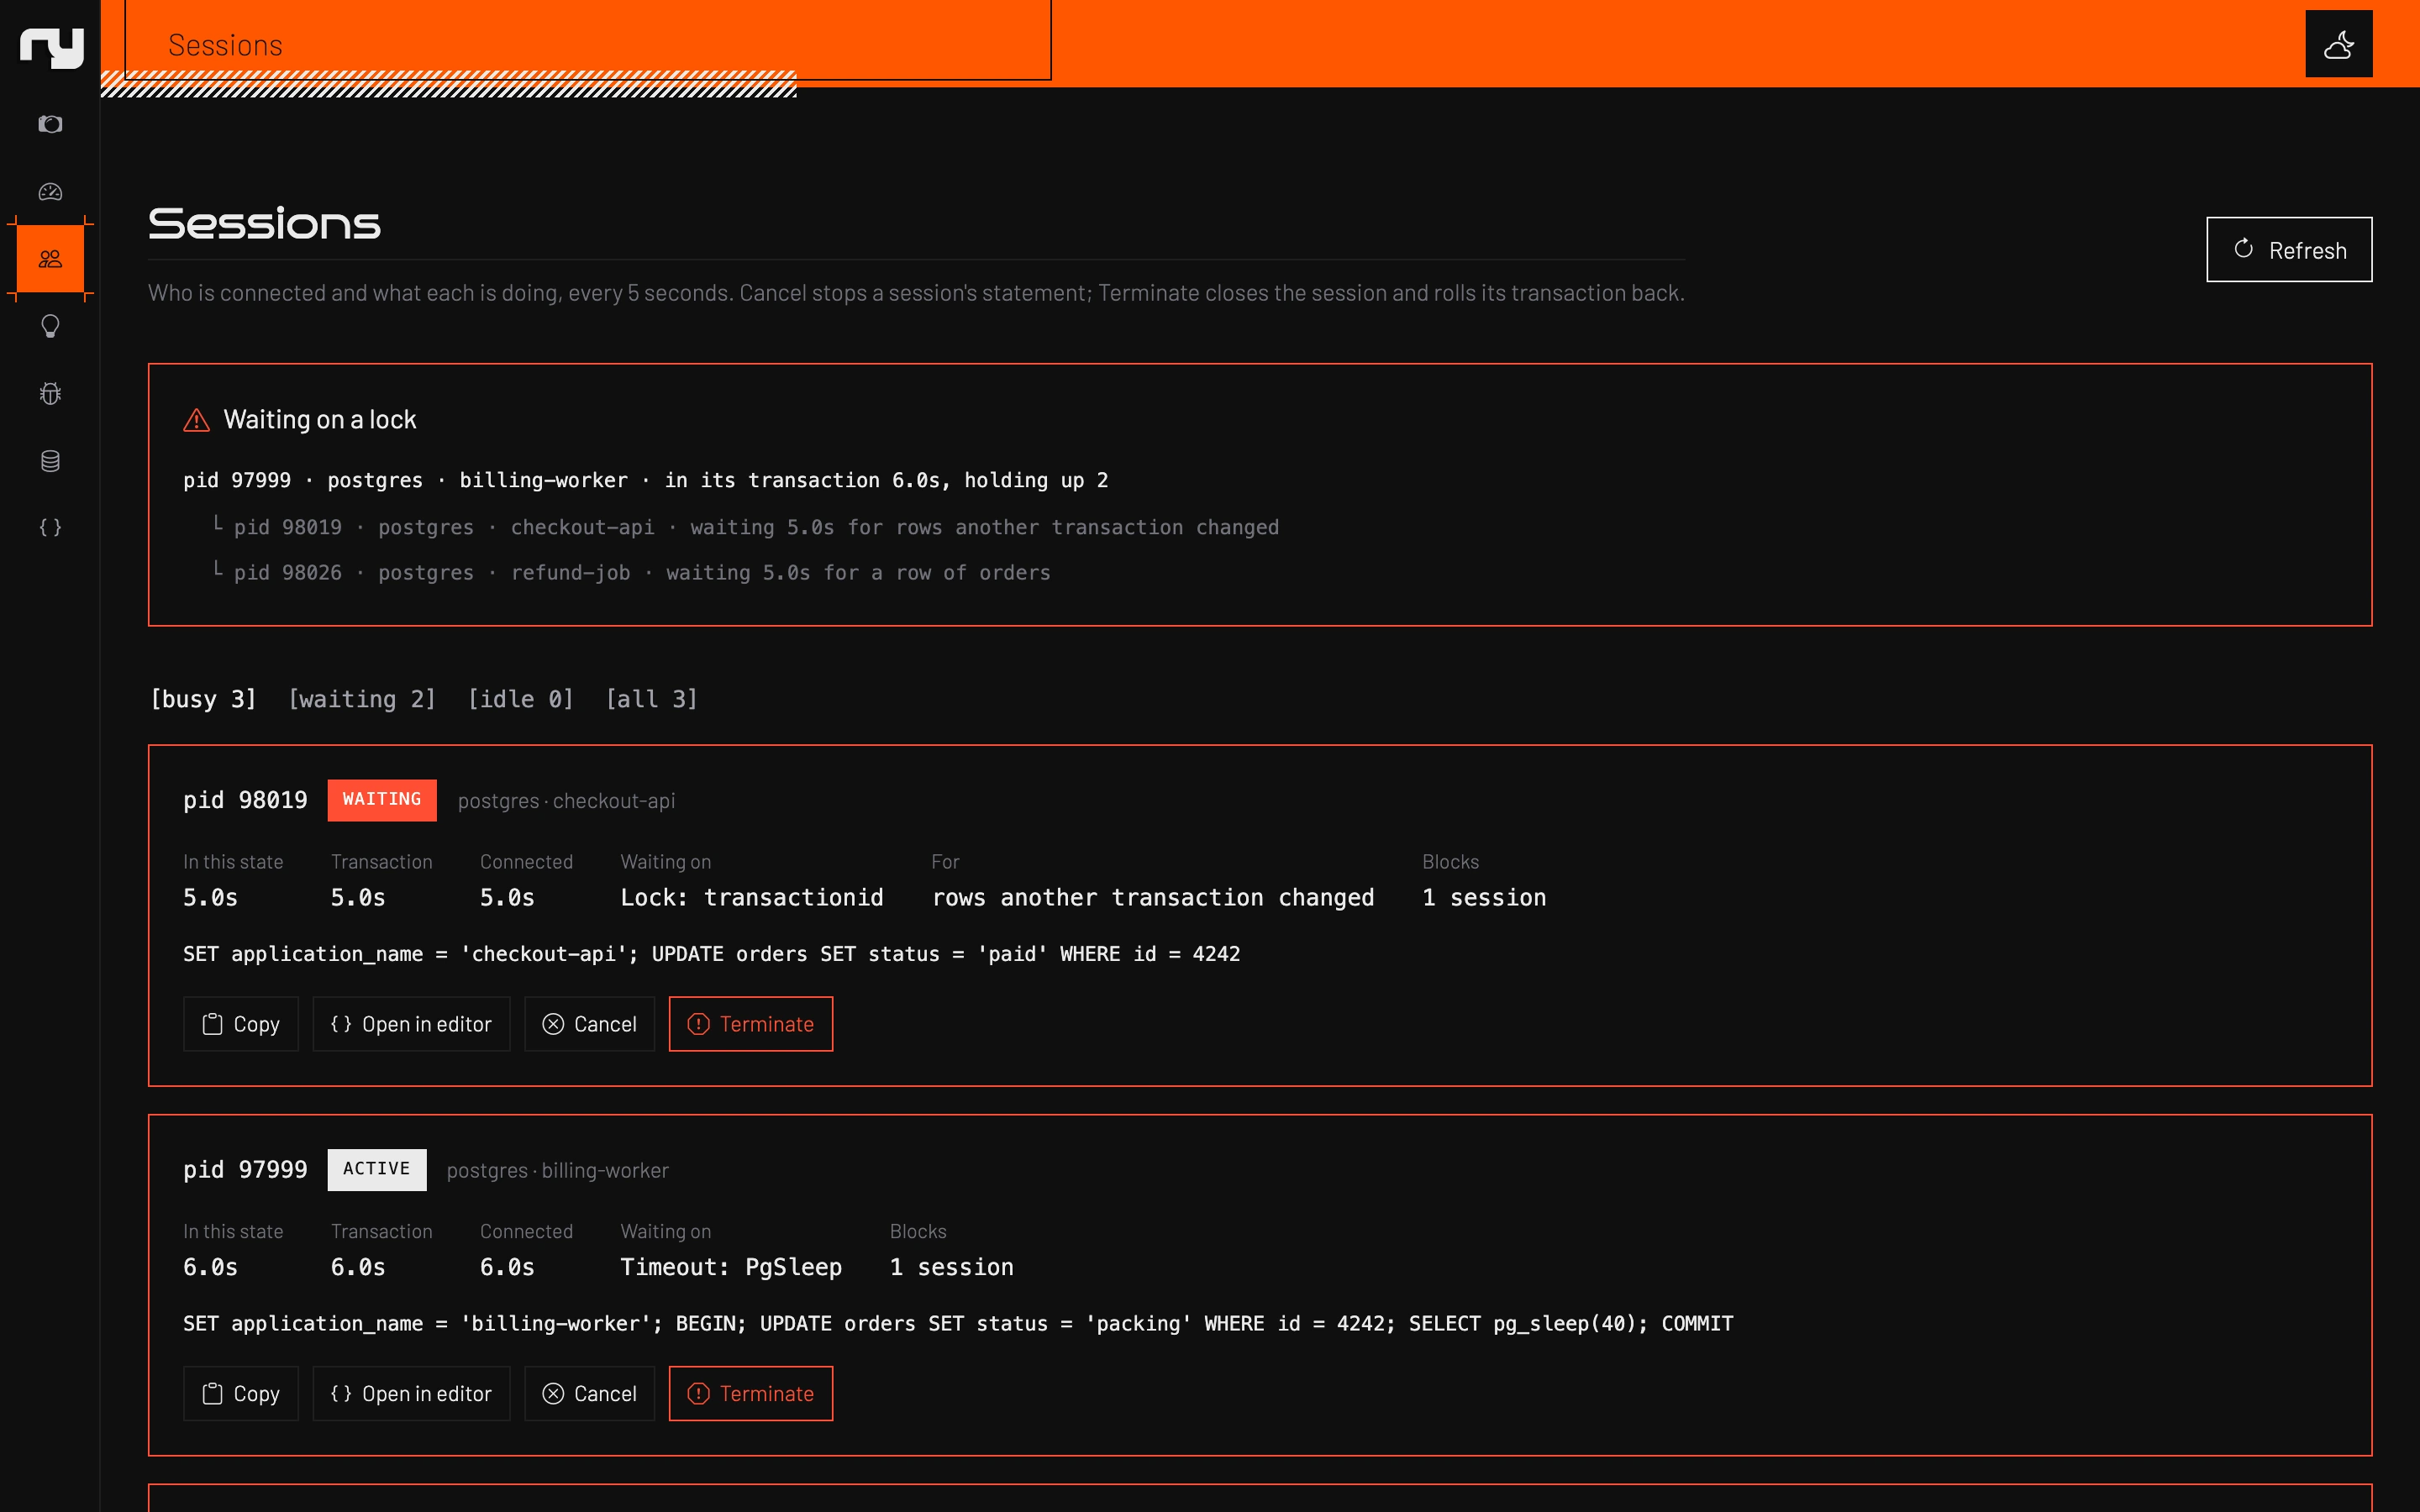 ry
Sessions
Sessions
Refresh
Who is connected and what each is doing, every 5 seconds. Cancel stops a session's statement; Terminate closes the session and rolls its transaction back.
Waiting on a lock
pid 97999 · postgres · billing-worker · in its transaction 6.0s, holding up 2
└ pid 98019 · postgres · checkout-api · waiting 5.0s for rows another transaction changed
└ pid 98026 · postgres · refund-job · waiting 5.0s for a row of orders
[busy 3] [waiting 2] [idle 0] [all 3]
pid 98019 WAITING postgres · checkout-api
In this state Transaction Connected Waiting on For Blocks
5.0s 5.0s 5.0s Lock: transactionid rows another transaction changed 1 session
SET application_name = 'checkout-api'; UPDATE orders SET status = 'paid' WHERE id = 4242
Copy {} Open in editor Cancel Terminate
pid 97999 ACTIVE postgres · billing-worker
In this state Transaction Connected Waiting on Blocks
6.0s 6.0s 6.0s Timeout: PgSleep 1 session
SET application_name = 'billing-worker'; BEGIN; UPDATE orders SET status = 'packing' WHERE id = 4242; SELECT pg_sleep(40); COMMIT
Copy {} Open in editor Cancel Terminate